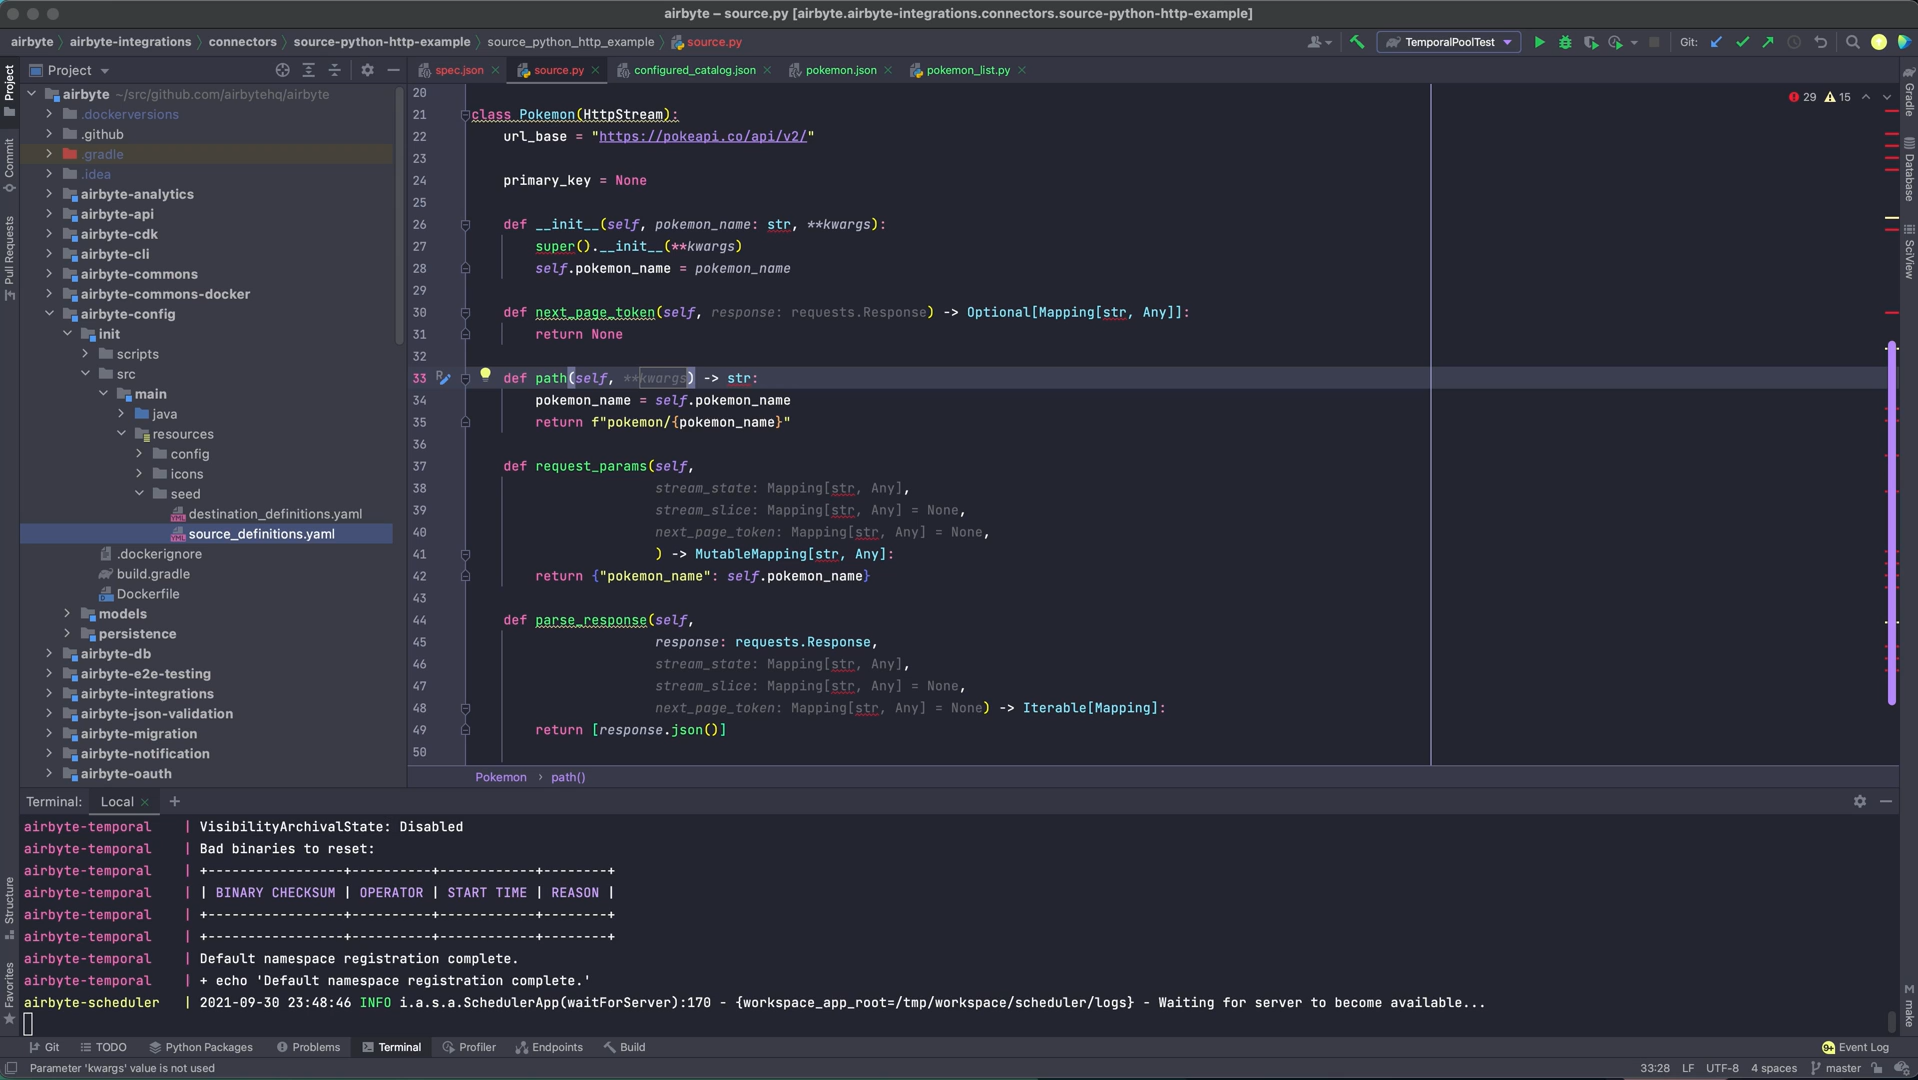 airbyte – source.py [airbyte.airbyte-integrations.connectors.source-python-http-example]
airbyte › airbyte-integrations › connectors › source-python-http-example › source_python_http_example › source.py
TemporalPoolTest
Git:
Project
spec.json
source.py
configured_catalog.json
pokemon.json
pokemon_list.py
Project
Commit
Pull Requests
Structure
Favorites
airbyte ~/src/github.com/airbytehq/airbyte
.dockerversions
.github
.gradle
.idea
airbyte-analytics
airbyte-api
airbyte-cdk
airbyte-cli
airbyte-commons
airbyte-commons-docker
airbyte-config
init
scripts
src
main
java
resources
config
icons
seed
destination_definitions.yaml
source_definitions.yaml
.dockerignore
build.gradle
Dockerfile
models
persistence
airbyte-db
airbyte-e2e-testing
airbyte-integrations
airbyte-json-validation
airbyte-migration
airbyte-notification
airbyte-oauth
29 15
20
21 class Pokemon(HttpStream):
22 url_base = "https://pokeapi.co/api/v2/"
23
24 primary_key = None
25
26 def __init__(self, pokemon_name: str, **kwargs):
27 super().__init__(**kwargs)
28 self.pokemon_name = pokemon_name
29
30 def next_page_token(self, response: requests.Response) -> Optional[Mapping[str, Any]]:
31 return None
32
33 def path(self, **kwargs) -> str:
34 pokemon_name = self.pokemon_name
35 return f"pokemon/{pokemon_name}"
36
37 def request_params(self,
38 stream_state: Mapping[str, Any],
39 stream_slice: Mapping[str, Any] = None,
40 next_page_token: Mapping[str, Any] = None,
41 ) -> MutableMapping[str, Any]:
42 return {"pokemon_name": self.pokemon_name}
43
44 def parse_response(self,
45 response: requests.Response,
46 stream_state: Mapping[str, Any],
47 stream_slice: Mapping[str, Any] = None,
48 next_page_token: Mapping[str, Any] = None) -> Iterable[Mapping]:
49 return [response.json()]
50
Pokemon › path()
Gradle
Database
SciView
make
Terminal: Local
airbyte-temporal | VisibilityArchivalState: Disabled
airbyte-temporal | Bad binaries to reset:
airbyte-temporal | +-----------------+----------+------------+--------+
airbyte-temporal | | BINARY CHECKSUM | OPERATOR | START TIME | REASON |
airbyte-temporal | +-----------------+----------+------------+--------+
airbyte-temporal | +-----------------+----------+------------+--------+
airbyte-temporal | Default namespace registration complete.
airbyte-temporal | + echo 'Default namespace registration complete.'
airbyte-scheduler | 2021-09-30 23:48:46 INFO i.a.s.a.SchedulerApp(waitForServer):170 - {workspace_app_root=/tmp/workspace/scheduler/logs} - Waiting for server to become available...
Git TODO Python Packages Problems Terminal Profiler Endpoints Build
9+ Event Log
Parameter 'kwargs' value is not used
33:28 LF UTF-8 4 spaces master